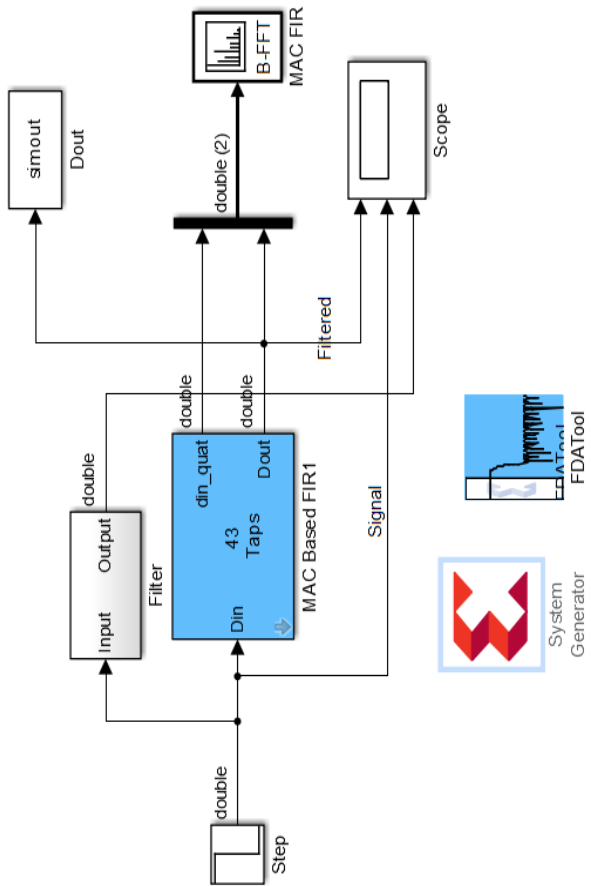 Step
double
Input
Output
Filter
double
Din
43
Taps
din_quat
Dout
MAC Based FIR1
double
double
simout
Dout
double (2)
B-FFT
MAC FIR
Filtered
Signal
Scope
System
Generator
FDATool
FDATool